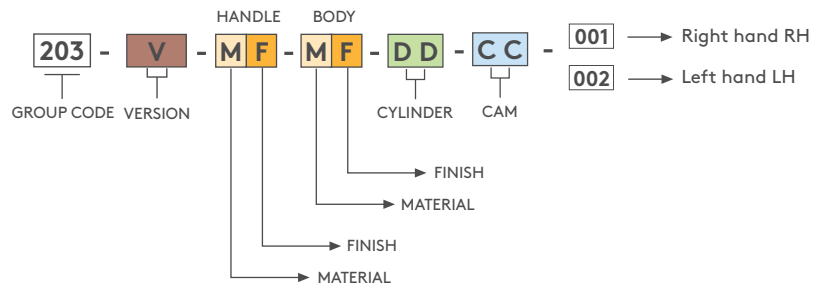 HANDLE BODY
203 - V - M F - M F - D D - C C - 001 Right hand RH
002 Left hand LH
GROUP CODE VERSION CYLINDER CAM
FINISH
MATERIAL
FINISH
MATERIAL